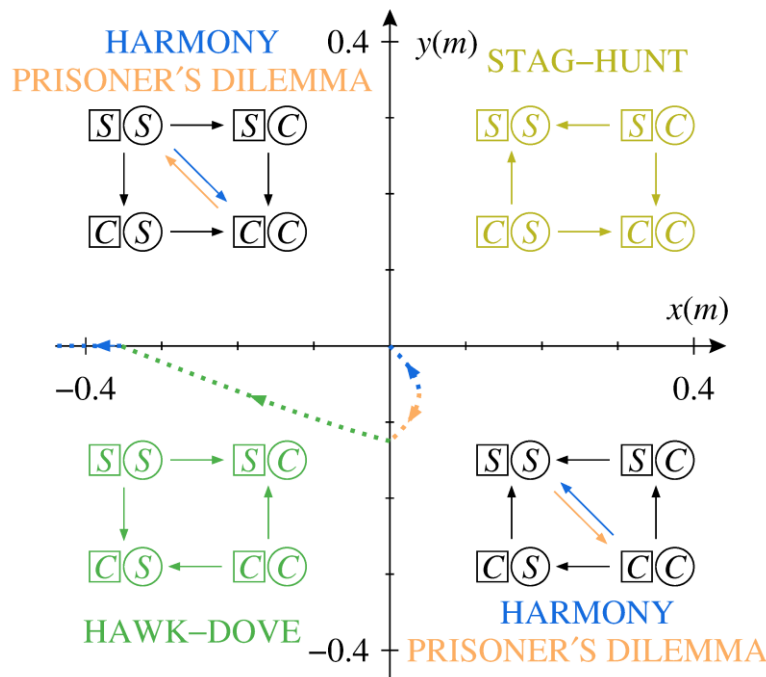 HARMONY
PRISONER'S DILEMMA
0.4
y(m)
STAG–HUNT
S S S C
C S C C
S S S C
C S C C
x(m)
−0.4
0.4
S S S C
C S C C
HAWK–DOVE
S S S C
C S C C
HARMONY
PRISONER'S DILEMMA
−0.4